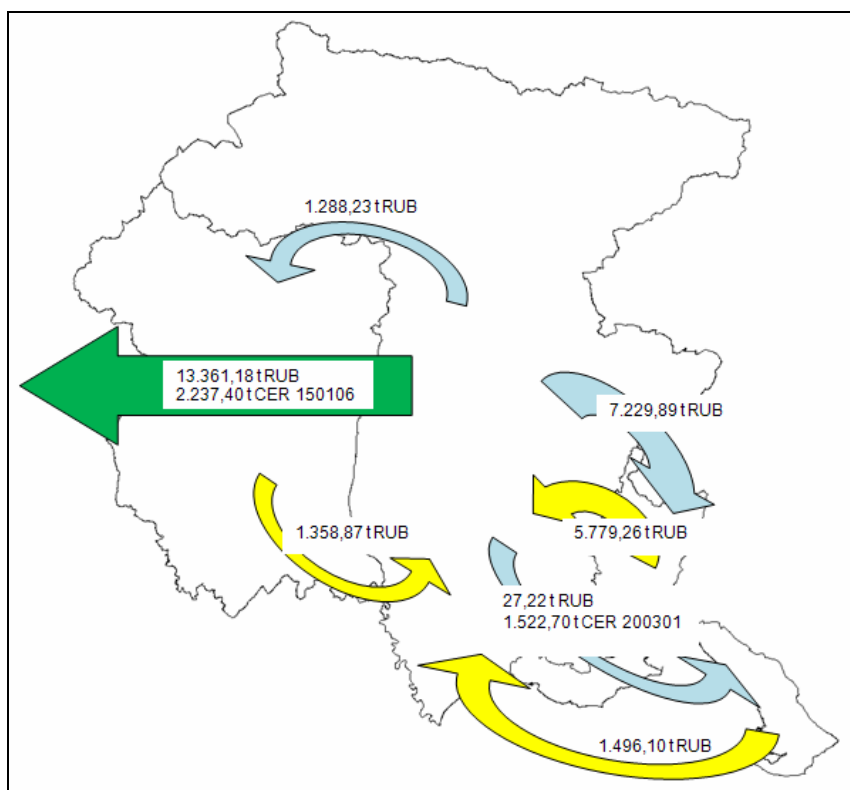 1.288,23 t RUB
13.361,18 t RUB
2.237,40 t CER 150106
7.229,89 t RUB
1.358,87 t RUB
5.779,26 t RUB
27,22 t RUB
1.522,70 t CER 200301
1.496,10 t RUB